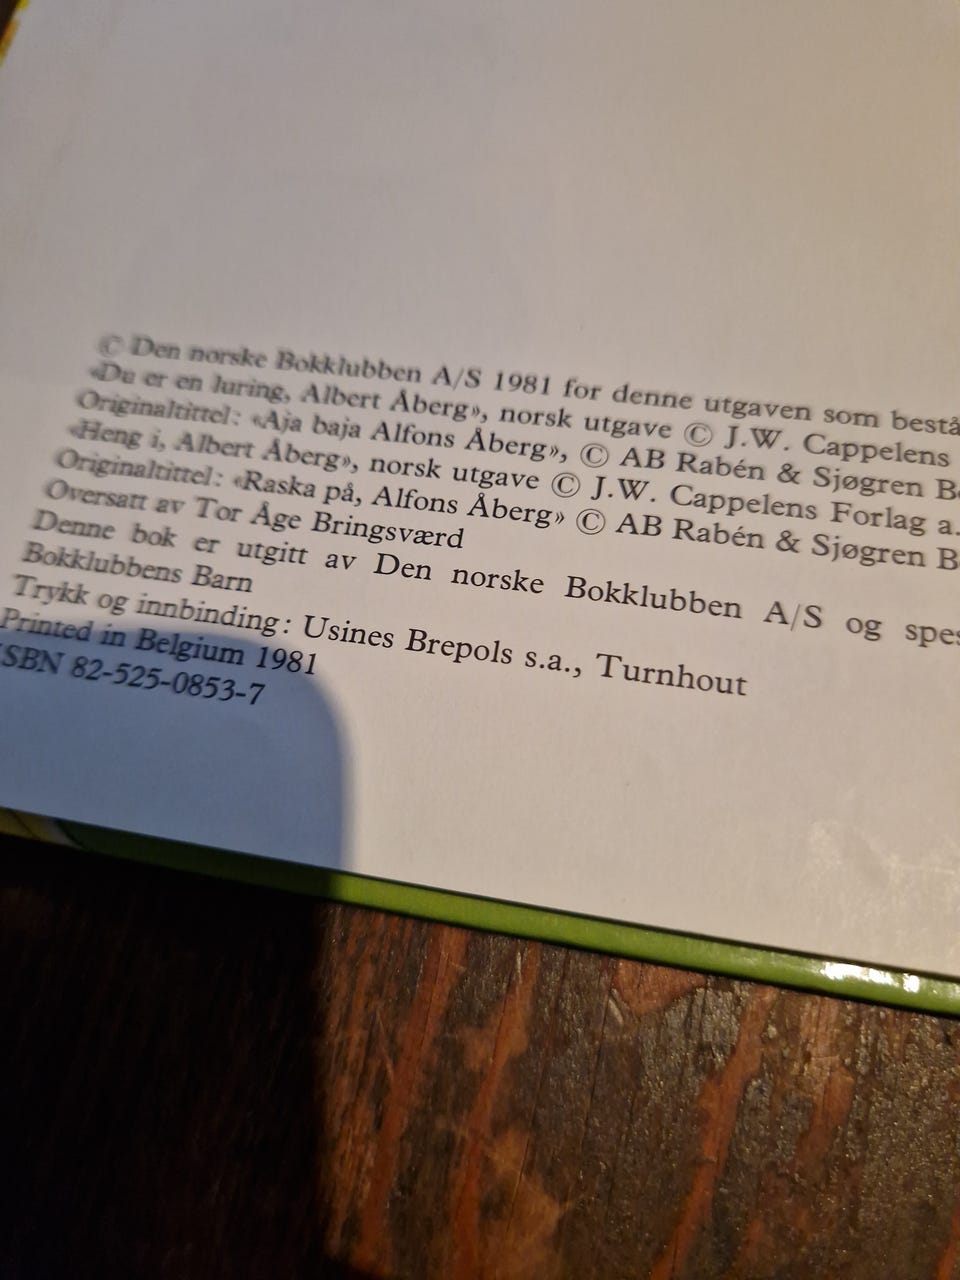 © Den norske Bokklubben A/S 1981 for denne utgaven som bestå
«Du er en luring, Albert Åberg», norsk utgave © J.W. Cappelens
Originaltittel: «Aja baja Alfons Åberg», © AB Rabén & Sjøgren B
«Heng i, Albert Åberg», norsk utgave © J.W. Cappelens Forlag a.
Originaltittel: «Raska på, Alfons Åberg» © AB Rabén & Sjøgren B
Oversatt av Tor Åge Bringsværd
Denne bok er utgitt av Den norske Bokklubben A/S og spes
Bokklubbens Barn
Trykk og innbinding: Usines Brepols s.a., Turnhout
Printed in Belgium 1981
ISBN 82-525-0853-7